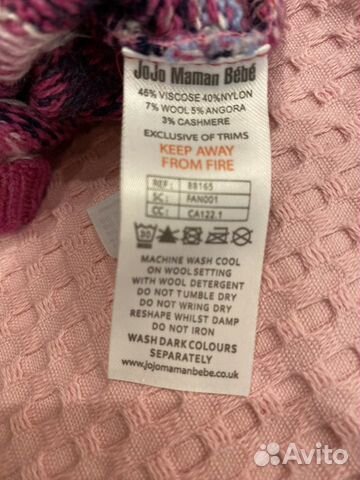 JoJo Maman Bébé
46% VISCOSE 40%NYLON
7% WOOL 5% ANGORA
3% CASHMERE
EXCLUSIVE OF TRIMS
KEEP AWAY
FROM FIRE
REF: B8165
SC: FAN001
CC: CA122.1
30
MACHINE WASH COOL
ON WOOL SETTING
WITH WOOL DETERGENT
DO NOT TUMBLE DRY
DO NOT WRING DRY
RESHAPE WHILST DAMP
DO NOT IRON
WASH DARK COLOURS
SEPARATELY
www.jojomamanbebe.co.uk
Avito